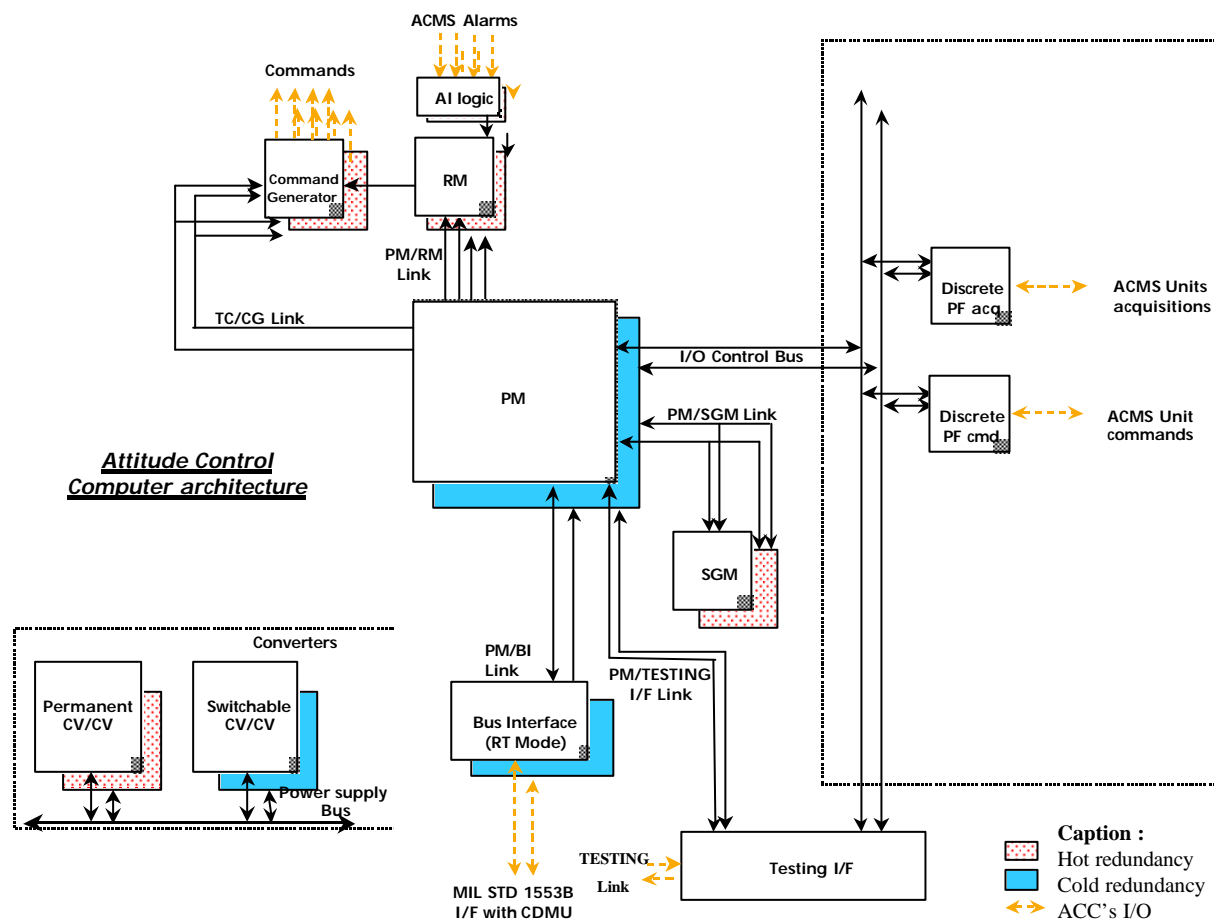 ACMS Alarms
Commands
AI logic
Command
Generator
RM
PM/RM
Link
TC/CG Link
Discrete
PF acq
ACMS Units
acquisitions
I/O Control Bus
PM
PM/SGM Link
Discrete
PF cmd
ACMS Unit
commands
Attitude Control
Computer architecture
SGM
Converters
Permanent
CV/CV
Switchable
CV/CV
Power supply
Bus
PM/BI
Link
PM/TESTING
I/F Link
Bus Interface
(RT Mode)
MIL STD 1553B
I/F with CDMU
TESTING
Link
Testing I/F
Caption :
Hot redundancy
Cold redundancy
ACC's I/O